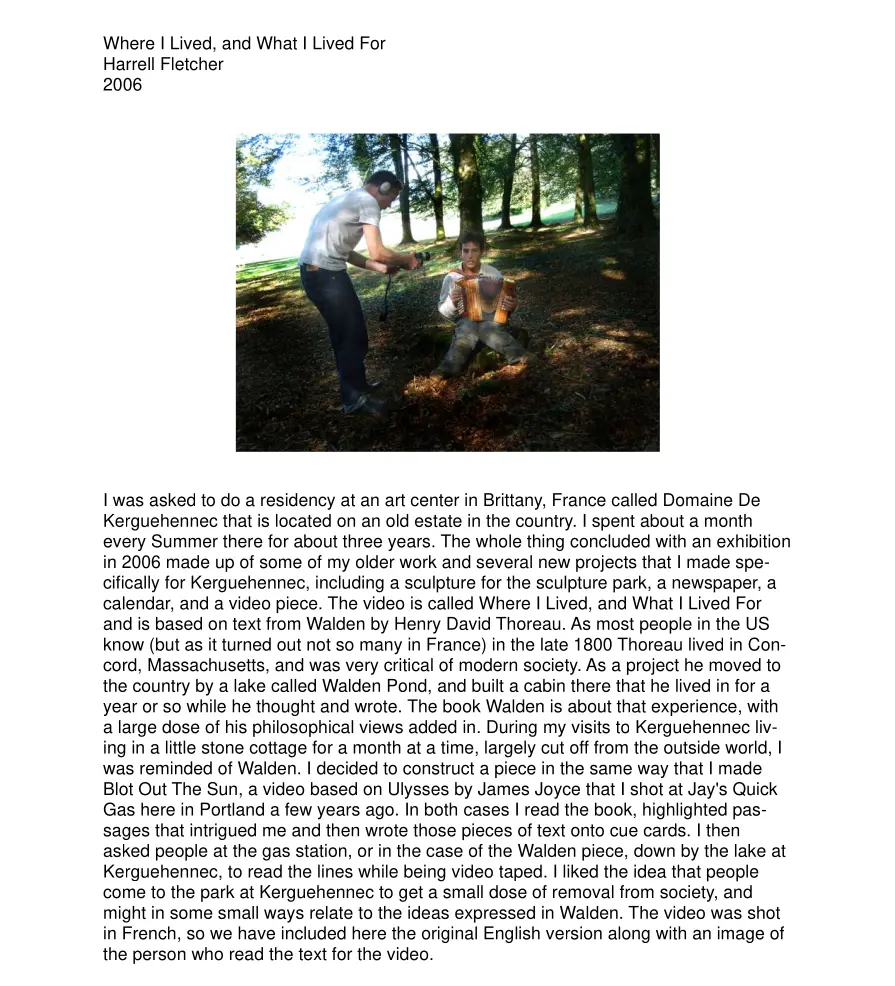 Where I Lived, and What I Lived For
Harrell Fletcher
2006
I was asked to do a residency at an art center in Brittany, France called Domaine De
Kerguehennec that is located on an old estate in the country. I spent about a month
every Summer there for about three years. The whole thing concluded with an exhibition
in 2006 made up of some of my older work and several new projects that I made spe-
cifically for Kerguehennec, including a sculpture for the sculpture park, a newspaper, a
calendar, and a video piece. The video is called Where I Lived, and What I Lived For
and is based on text from Walden by Henry David Thoreau. As most people in the US
know (but as it turned out not so many in France) in the late 1800 Thoreau lived in Con-
cord, Massachusetts, and was very critical of modern society. As a project he moved to
the country by a lake called Walden Pond, and built a cabin there that he lived in for a
year or so while he thought and wrote. The book Walden is about that experience, with
a large dose of his philosophical views added in. During my visits to Kerguehennec liv-
ing in a little stone cottage for a month at a time, largely cut off from the outside world, I
was reminded of Walden. I decided to construct a piece in the same way that I made
Blot Out The Sun, a video based on Ulysses by James Joyce that I shot at Jay's Quick
Gas here in Portland a few years ago. In both cases I read the book, highlighted pas-
sages that intrigued me and then wrote those pieces of text onto cue cards. I then
asked people at the gas station, or in the case of the Walden piece, down by the lake at
Kerguehennec, to read the lines while being video taped. I liked the idea that people
come to the park at Kerguehennec to get a small dose of removal from society, and
might in some small ways relate to the ideas expressed in Walden. The video was shot
in French, so we have included here the original English version along with an image of
the person who read the text for the video.